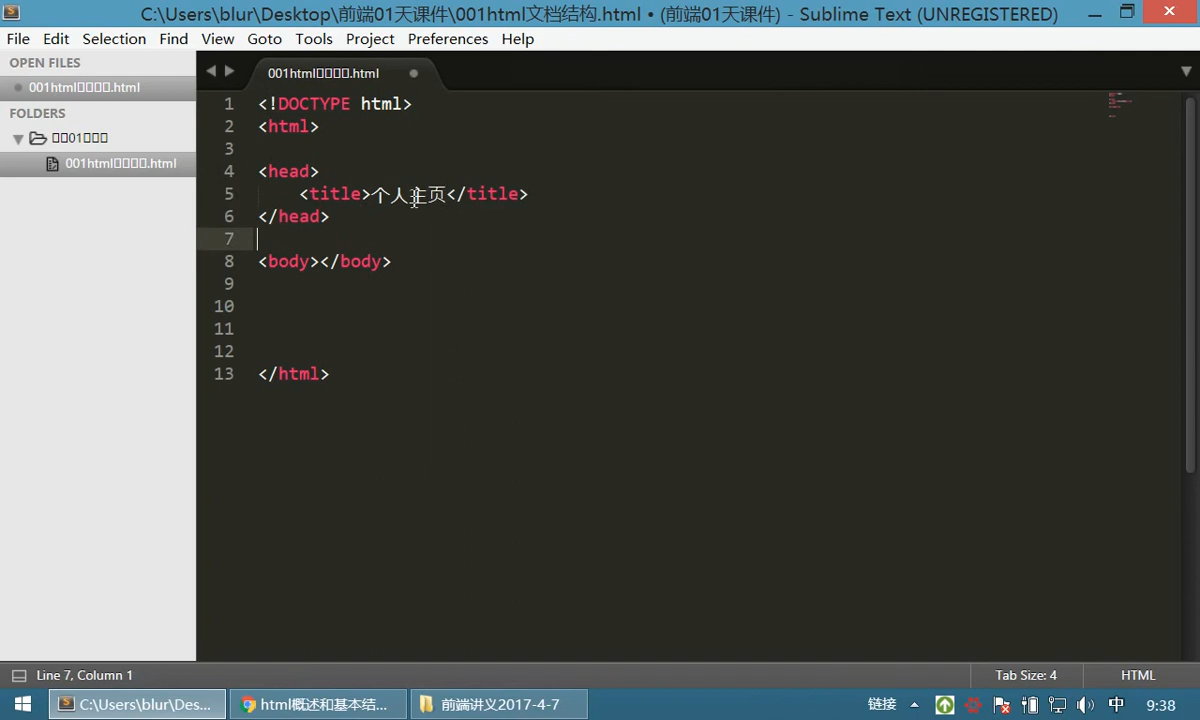 C:\Users\blur\Desktop\前端01天课件\001html文档结构.html • (前端01天课件) - Sublime Text (UNREGISTERED)
File Edit Selection Find View Goto Tools Project Preferences Help
OPEN FILES
001html□□□□.html
FOLDERS
□□01□□□
001html□□□□.html
001html□□□□.html
1 <!DOCTYPE html>
2 <html>
3
4 <head>
5 <title>个人主页</title>
6 </head>
7
8 <body></body>
9
10
11
12
13 </html>
Line 7, Column 1
Tab Size: 4
HTML
C:\Users\blur\Des...
html概述和基本结...
前端讲义2017-4-7
链接
中
9:38